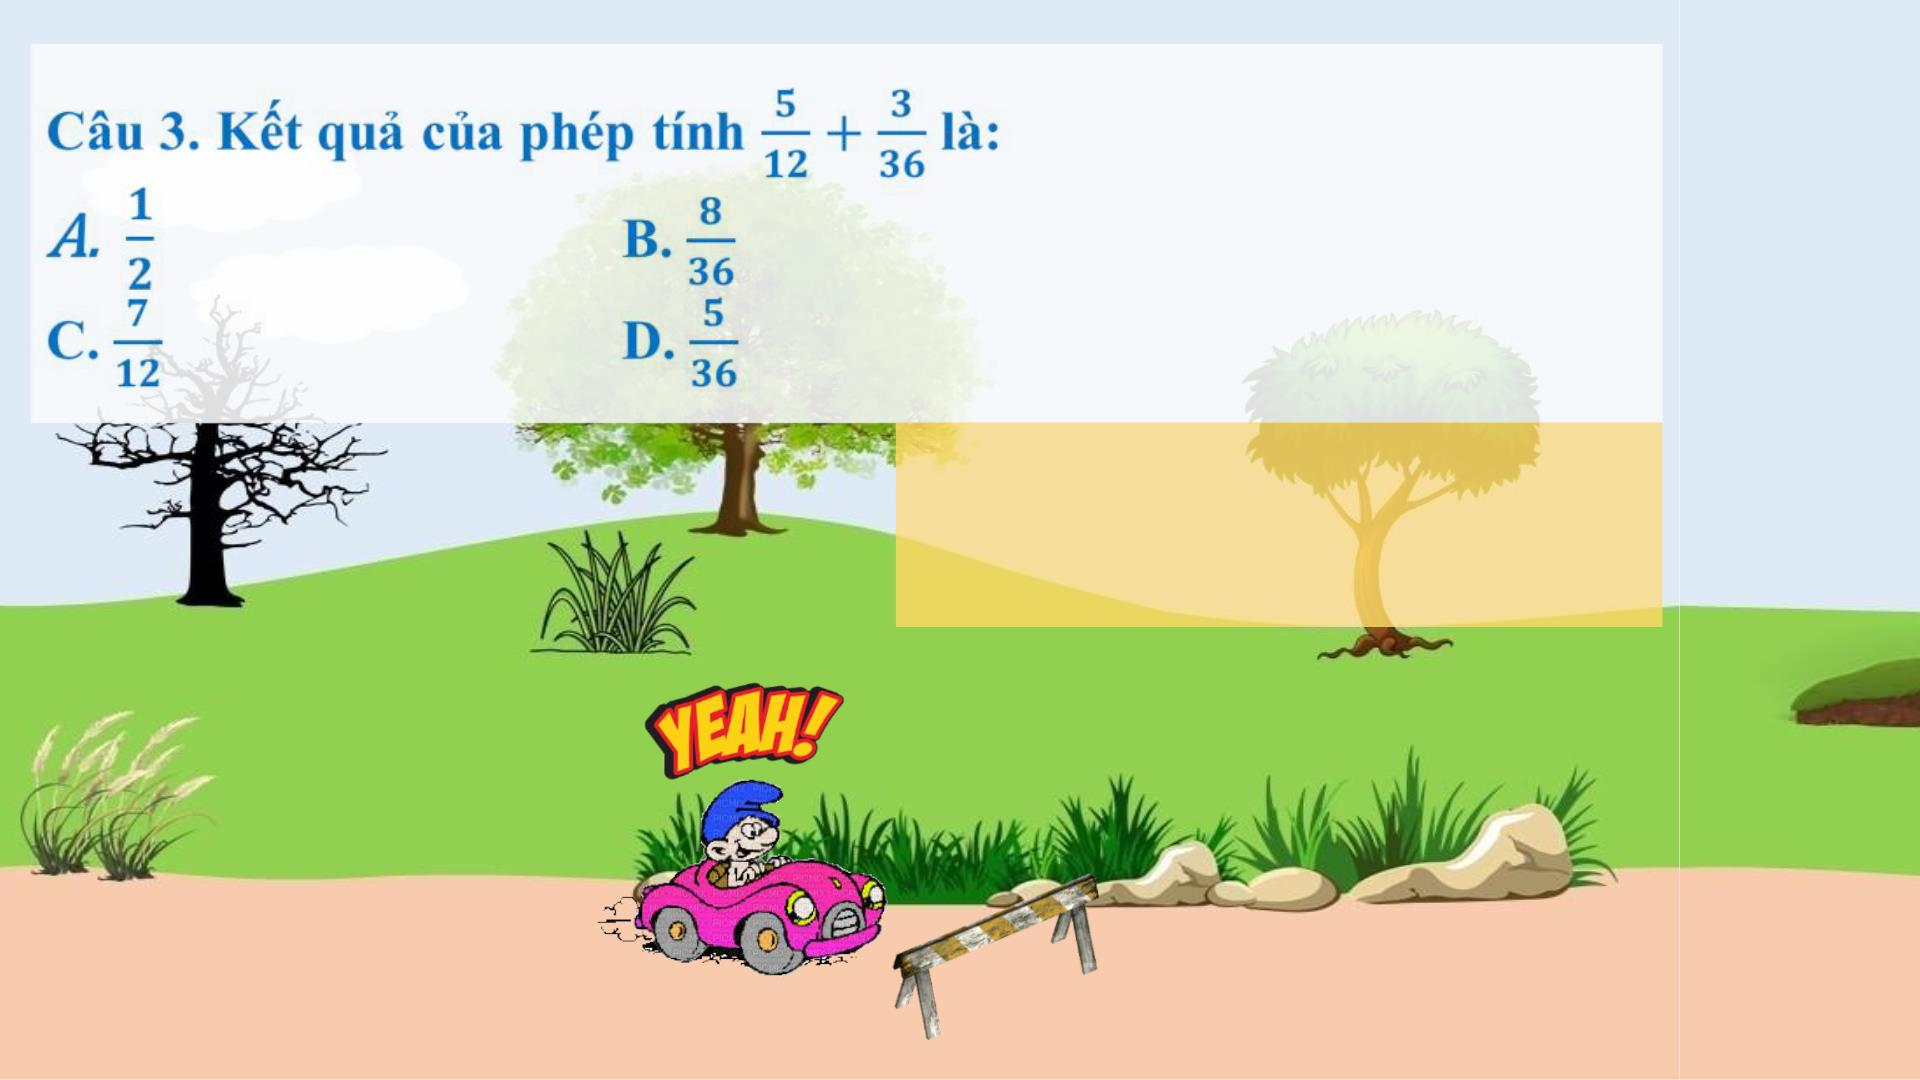 Câu 3. Kết quả của phép tính 5/12 + 3/36 là:
A. 1/2 B. 8/36
C. 7/12 D. 5/36
YEAH!